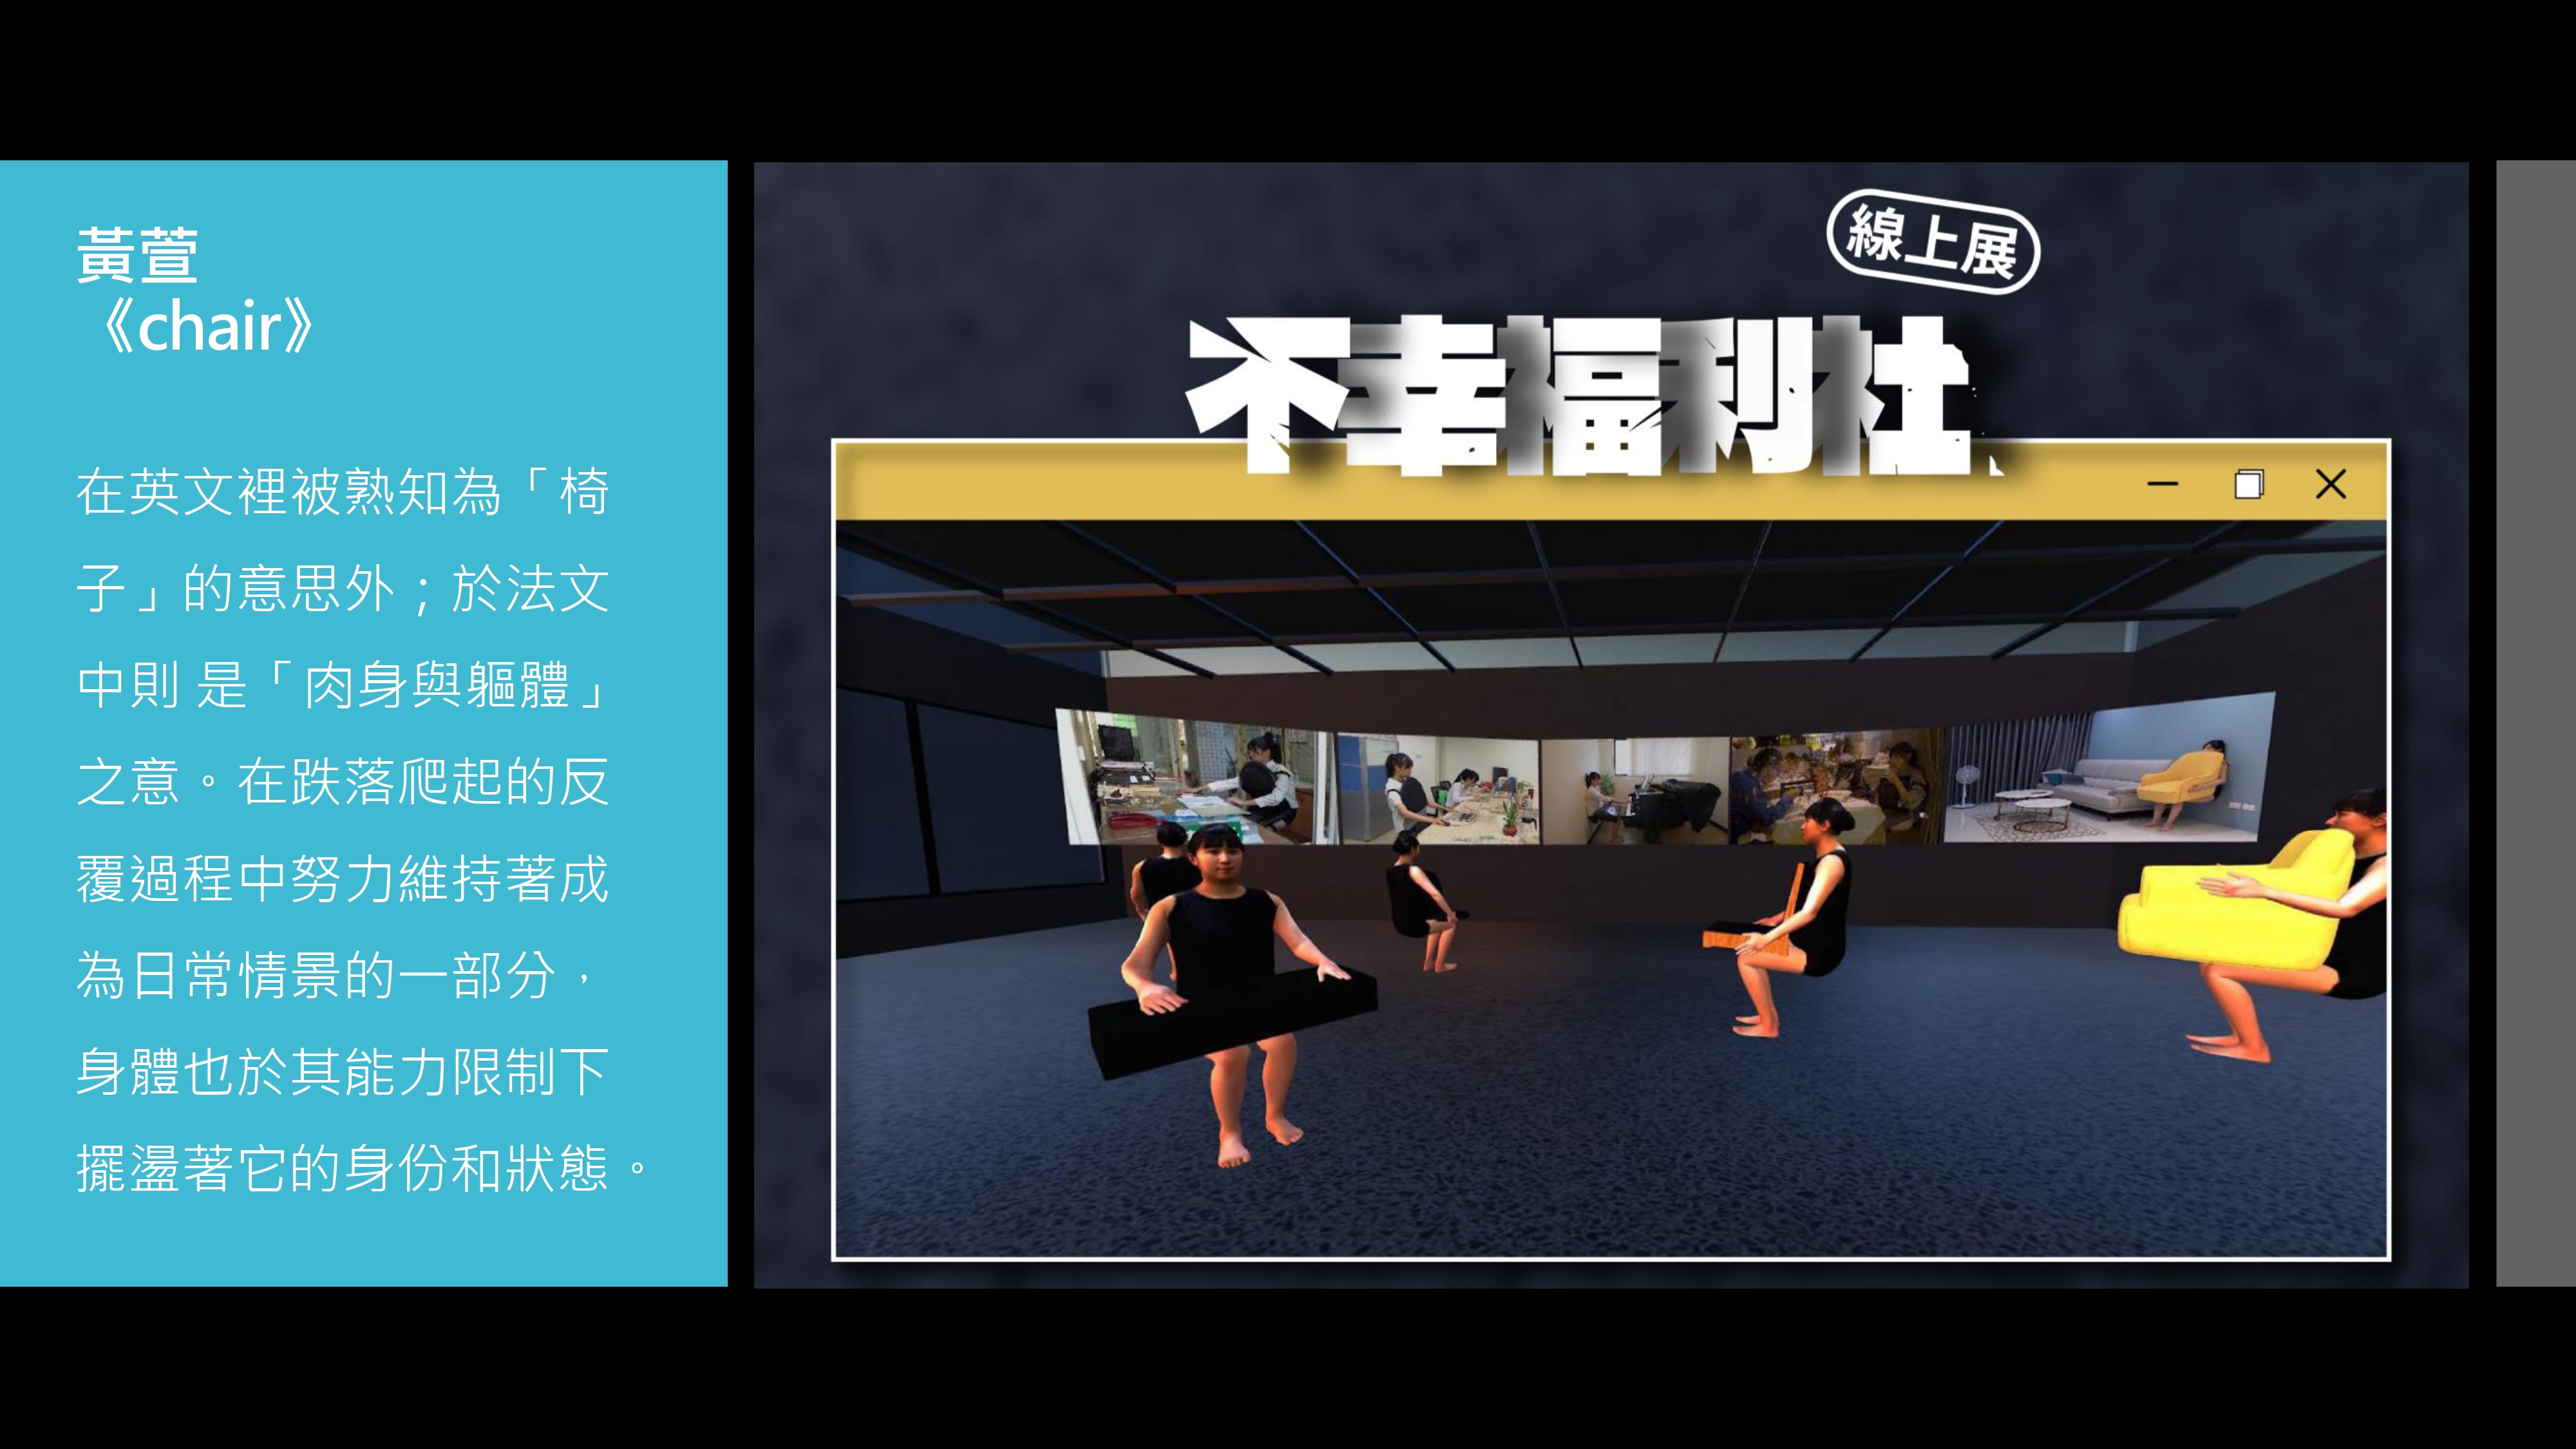 黃萱
《chair》
在英文裡被熟知為「椅
子」的意思外；於法文
中則 是「肉身與軀體」
之意。在跌落爬起的反
覆過程中努力維持著成
為日常情景的一部分，
身體也於其能力限制下
擺盪著它的身份和狀態。
線上展
不幸福利社